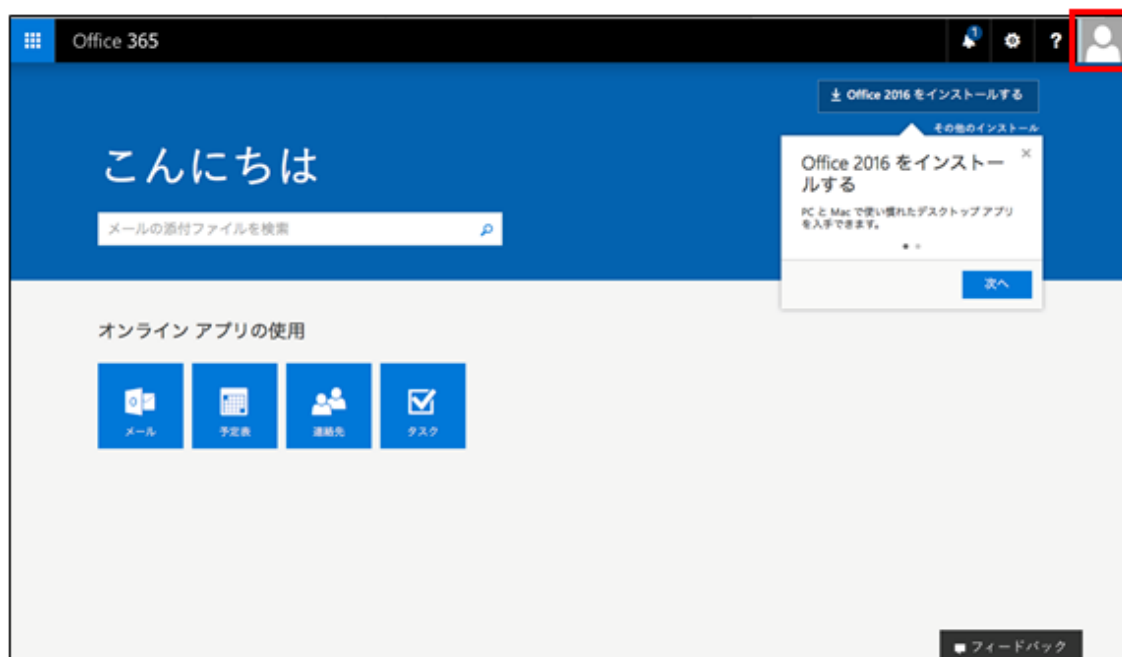 Office 365
1
?
Office 2016 をインストールする
その他のインストール
こんにちは
メールの添付ファイルを検索
Office 2016 をインストー
ルする
×
PC と Mac で使い慣れたデスクトップ アプリ
を入手できます。
次へ
オンライン アプリの使用
メール
予定表
連絡先
タスク
フィードバック